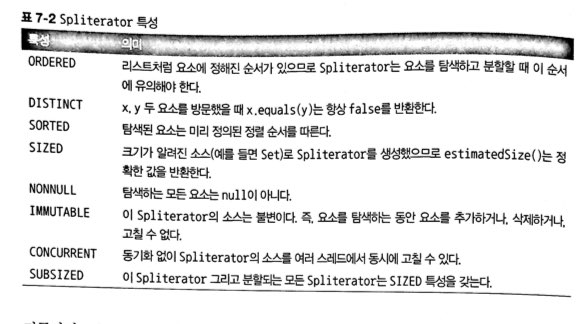 표 7-2 Spliterator 특성
특성 의미
ORDERED 리스트처럼 요소에 정해진 순서가 있으므로 Spliterator는 요소를 탐색하고 분할할 때 이 순서
에 유의해야 한다.
DISTINCT x, y 두 요소를 방문했을 때 x.equals(y)는 항상 false를 반환한다.
SORTED 탐색된 요소는 미리 정의된 정렬 순서를 따른다.
SIZED 크기가 알려진 소스(예를 들면 Set)로 Spliterator를 생성했으므로 estimatedSize()는 정
확한 값을 반환한다.
NONNULL 탐색하는 모든 요소는 null이 아니다.
IMMUTABLE 이 Spliterator의 소스는 불변이다. 즉, 요소를 탐색하는 동안 요소를 추가하거나, 삭제하거나,
고칠 수 없다.
CONCURRENT 동기화 없이 Spliterator의 소스를 여러 스레드에서 동시에 고칠 수 있다.
SUBSIZED 이 Spliterator 그리고 분할되는 모든 Spliterator는 SIZED 특성을 갖는다.